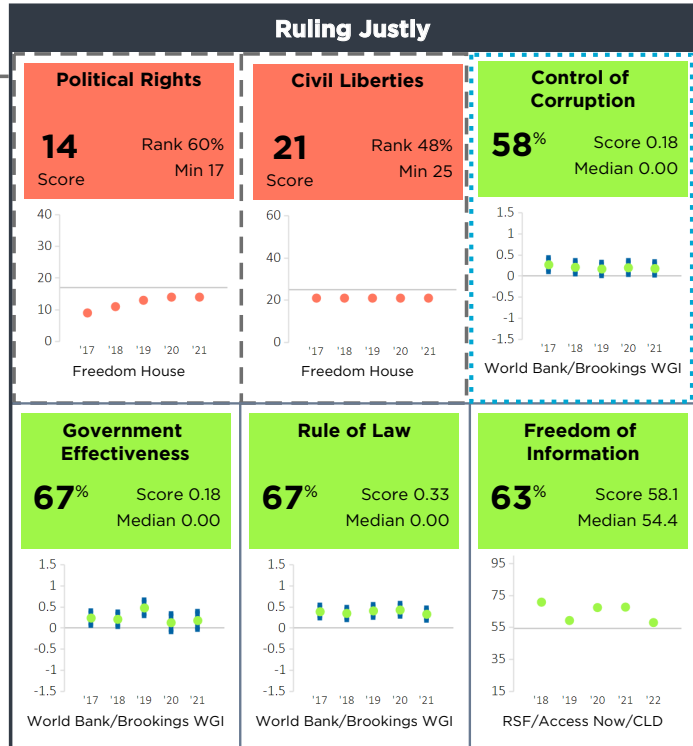 Ruling Justly
Political Rights
14
Score
Rank 60%
Min 17
40
30
20
10
0
'17 '18 '19 '20 '21
Freedom House
Civil Liberties
21
Score
Rank 48%
Min 25
60
40
20
0
'17 '18 '19 '20 '21
Freedom House
Control of
Corruption
58%
Score 0.18
Median 0.00
1.5
1
0.5
0
-0.5
-1
-1.5
'17 '18 '19 '20 '21
World Bank/Brookings WGI
Government
Effectiveness
67%
Score 0.18
Median 0.00
1.5
1
0.5
0
-0.5
-1
-1.5
'17 '18 '19 '20 '21
World Bank/Brookings WGI
Rule of Law
67%
Score 0.33
Median 0.00
1.5
1
0.5
0
-0.5
-1
-1.5
'17 '18 '19 '20 '21
World Bank/Brookings WGI
Freedom of
Information
63%
Score 58.1
Median 54.4
95
75
55
35
15
'18 '19 '20 '21 '22
RSF/Access Now/CLD